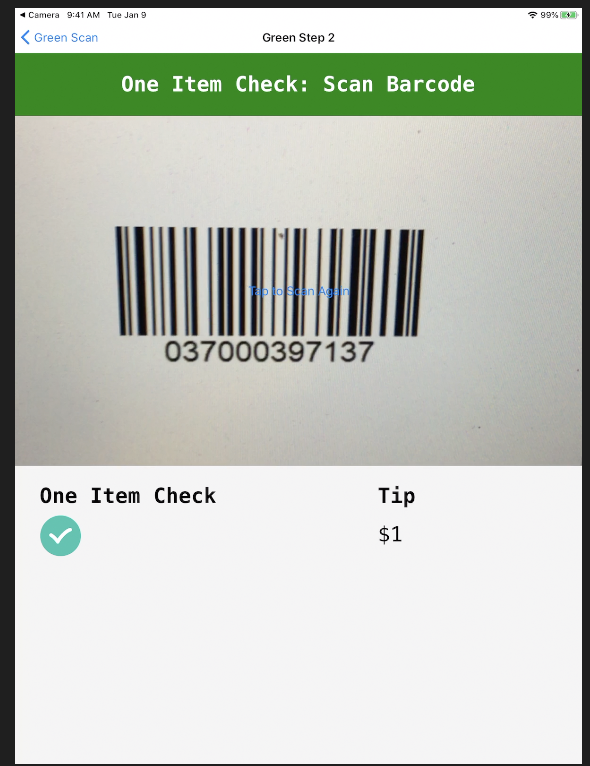 Camera 9:41 AM Tue Jan 9 99%
Green Scan Green Step 2
One Item Check: Scan Barcode
Tap to Scan Again
037000397137
One Item Check Tip
$1